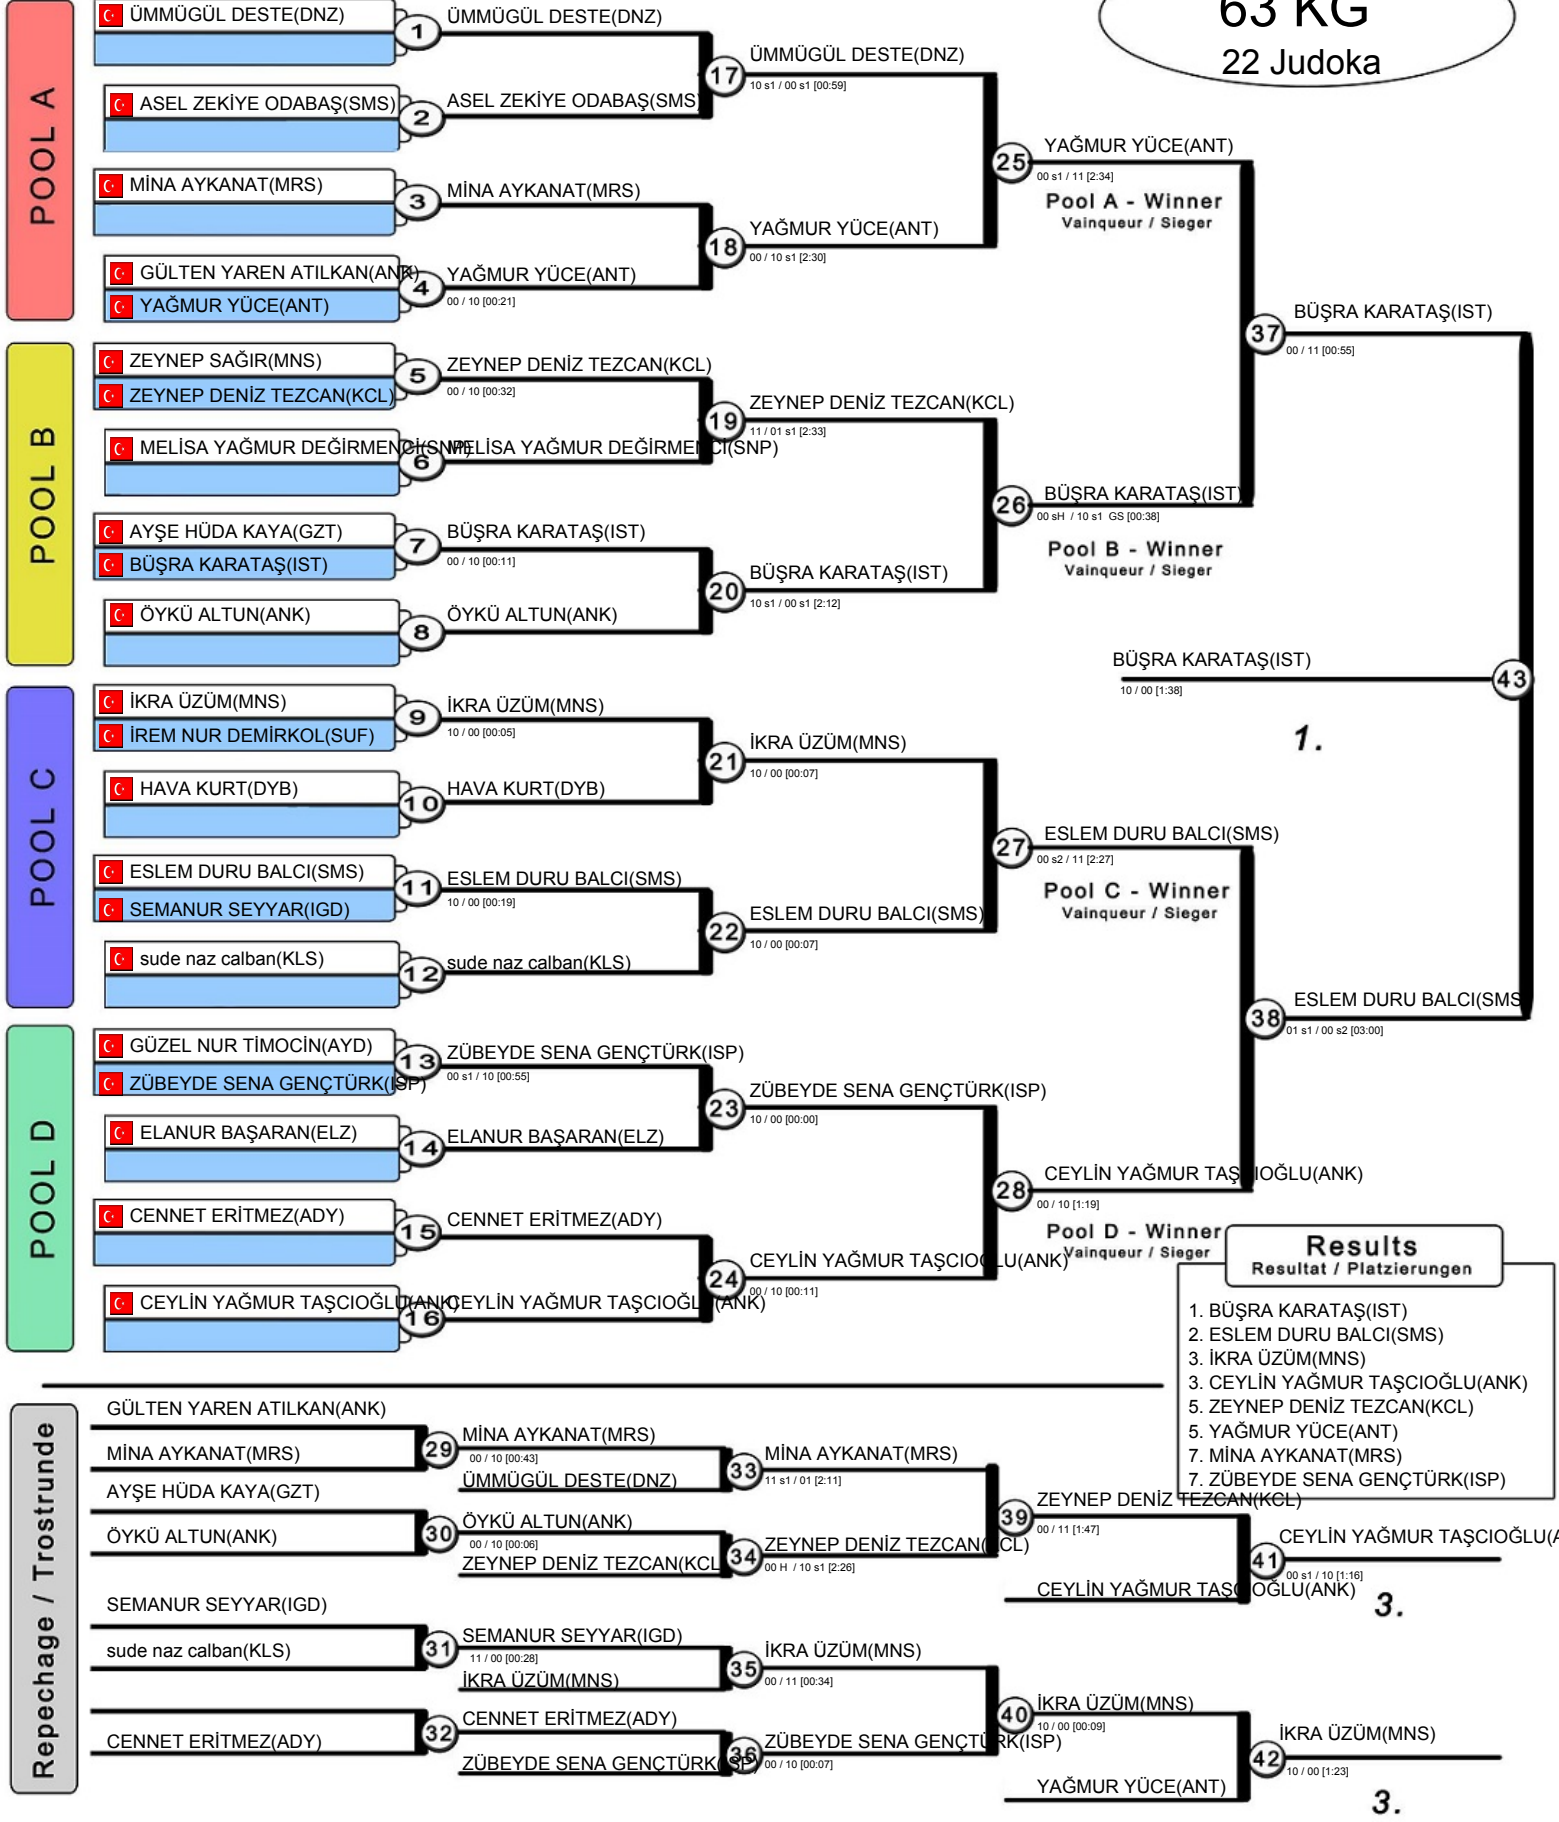 63 KG
22 Judoka
POOL A
ÜMMÜGÜL DESTE(DNZ)
1
ÜMMÜGÜL DESTE(DNZ)
ASEL ZEKİYE ODABAŞ(SMS)
2
ASEL ZEKİYE ODABAŞ(SMS)
17
ÜMMÜGÜL DESTE(DNZ)
10 s1 / 00 s1 [00:59]
MİNA AYKANAT(MRS)
3
MİNA AYKANAT(MRS)
GÜLTEN YAREN ATILKAN(ANK)
YAĞMUR YÜCE(ANT)
4
YAĞMUR YÜCE(ANT)
00 / 10 [00:21]
18
YAĞMUR YÜCE(ANT)
00 / 10 s1 [2:30]
25
YAĞMUR YÜCE(ANT)
00 s1 / 11 [2:34]
Pool A - Winner
Vainqueur / Sieger
POOL B
ZEYNEP SAĞIR(MNS)
ZEYNEP DENİZ TEZCAN(KCL)
5
ZEYNEP DENİZ TEZCAN(KCL)
00 / 10 [00:32]
MELİSA YAĞMUR DEĞİRMENCİ(SNP)
6
MELİSA YAĞMUR DEĞİRMENCİ(SNP)
19
ZEYNEP DENİZ TEZCAN(KCL)
11 / 01 s1 [2:33]
AYŞE HÜDA KAYA(GZT)
BÜŞRA KARATAŞ(IST)
7
BÜŞRA KARATAŞ(IST)
00 / 10 [00:11]
ÖYKÜ ALTUN(ANK)
8
ÖYKÜ ALTUN(ANK)
20
BÜŞRA KARATAŞ(IST)
10 s1 / 00 s1 [2:12]
26
BÜŞRA KARATAŞ(IST)
00 sH / 10 s1 GS [00:38]
Pool B - Winner
Vainqueur / Sieger
37
BÜŞRA KARATAŞ(IST)
00 / 11 [00:55]
BÜŞRA KARATAŞ(IST)
10 / 00 [1:38]
43
1.
POOL C
İKRA ÜZÜM(MNS)
İREM NUR DEMİRKOL(SUF)
9
İKRA ÜZÜM(MNS)
10 / 00 [00:05]
HAVA KURT(DYB)
10
HAVA KURT(DYB)
21
İKRA ÜZÜM(MNS)
10 / 00 [00:07]
ESLEM DURU BALCI(SMS)
SEMANUR SEYYAR(IGD)
11
ESLEM DURU BALCI(SMS)
10 / 00 [00:19]
sude naz calban(KLS)
12
sude naz calban(KLS)
22
ESLEM DURU BALCI(SMS)
10 / 00 [00:07]
27
ESLEM DURU BALCI(SMS)
00 s2 / 11 [2:27]
Pool C - Winner
Vainqueur / Sieger
38
ESLEM DURU BALCI(SMS
01 s1 / 00 s2 [03:00]
POOL D
GÜZEL NUR TİMOCİN(AYD)
ZÜBEYDE SENA GENÇTÜRK(ISP)
13
ZÜBEYDE SENA GENÇTÜRK(ISP)
00 s1 / 10 [00:55]
ELANUR BAŞARAN(ELZ)
14
ELANUR BAŞARAN(ELZ)
23
ZÜBEYDE SENA GENÇTÜRK(ISP)
10 / 00 [00:00]
CENNET ERİTMEZ(ADY)
15
CENNET ERİTMEZ(ADY)
CEYLİN YAĞMUR TAŞCIOĞLU(ANK)
16
CEYLİN YAĞMUR TAŞCIOĞLU(ANK)
24
CEYLİN YAĞMUR TAŞCIOĞLU(ANK)
00 / 10 [00:11]
28
CEYLİN YAĞMUR TAŞCIOĞLU(ANK)
00 / 10 [1:19]
Pool D - Winner
Vainqueur / Sieger
Results
Resultat / Platzierungen
1. BÜŞRA KARATAŞ(IST)
2. ESLEM DURU BALCI(SMS)
3. İKRA ÜZÜM(MNS)
3. CEYLİN YAĞMUR TAŞCIOĞLU(ANK)
5. ZEYNEP DENİZ TEZCAN(KCL)
5. YAĞMUR YÜCE(ANT)
7. MİNA AYKANAT(MRS)
7. ZÜBEYDE SENA GENÇTÜRK(ISP)
Repechage / Trostrunde
GÜLTEN YAREN ATILKAN(ANK)
MİNA AYKANAT(MRS)
29
MİNA AYKANAT(MRS)
00 / 10 [00:43]
ÜMMÜGÜL DESTE(DNZ)
33
MİNA AYKANAT(MRS)
11 s1 / 01 [2:11]
AYŞE HÜDA KAYA(GZT)
ÖYKÜ ALTUN(ANK)
30
ÖYKÜ ALTUN(ANK)
00 / 10 [00:06]
ZEYNEP DENİZ TEZCAN(KCL
34
ZEYNEP DENİZ TEZCAN(KCL)
00 H / 10 s1 [2:26]
39
ZEYNEP DENİZ TEZCAN(KCL)
00 / 11 [1:47]
CEYLİN YAĞMUR TAŞCIOĞLU(ANK)
41
CEYLİN YAĞMUR TAŞCIOĞLU(A
00 s1 / 10 [1:16]
3.
SEMANUR SEYYAR(IGD)
sude naz calban(KLS)
31
SEMANUR SEYYAR(IGD)
11 / 00 [00:28]
İKRA ÜZÜM(MNS)
35
İKRA ÜZÜM(MNS)
00 / 11 [00:34]
CENNET ERİTMEZ(ADY)
32
CENNET ERİTMEZ(ADY)
ZÜBEYDE SENA GENÇTÜRK(ISP)
36
ZÜBEYDE SENA GENÇTÜRK(ISP)
00 / 10 [00:07]
40
İKRA ÜZÜM(MNS)
10 / 00 [00:09]
YAĞMUR YÜCE(ANT)
42
İKRA ÜZÜM(MNS)
10 / 00 [1:23]
3.